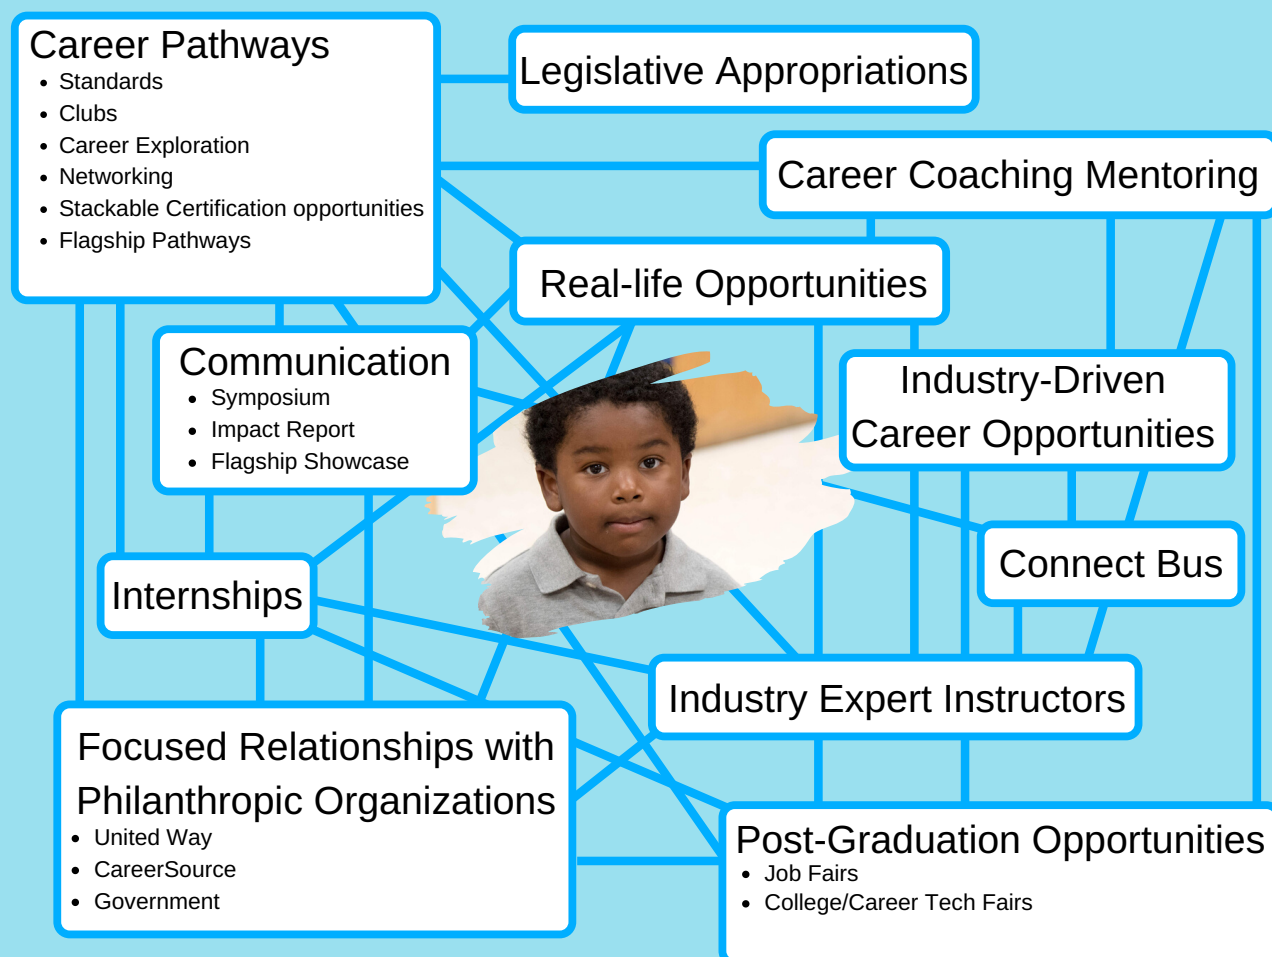 Career Pathways
• Standards
• Clubs
• Career Exploration
• Networking
• Stackable Certification opportunities
• Flagship Pathways
Legislative Appropriations
Career Coaching Mentoring
Real-life Opportunities
Communication
• Symposium
• Impact Report
• Flagship Showcase
Industry-Driven
Career Opportunities
Connect Bus
Internships
Industry Expert Instructors
Focused Relationships with
Philanthropic Organizations
• United Way
• CareerSource
• Government
Post-Graduation Opportunities
• Job Fairs
• College/Career Tech Fairs